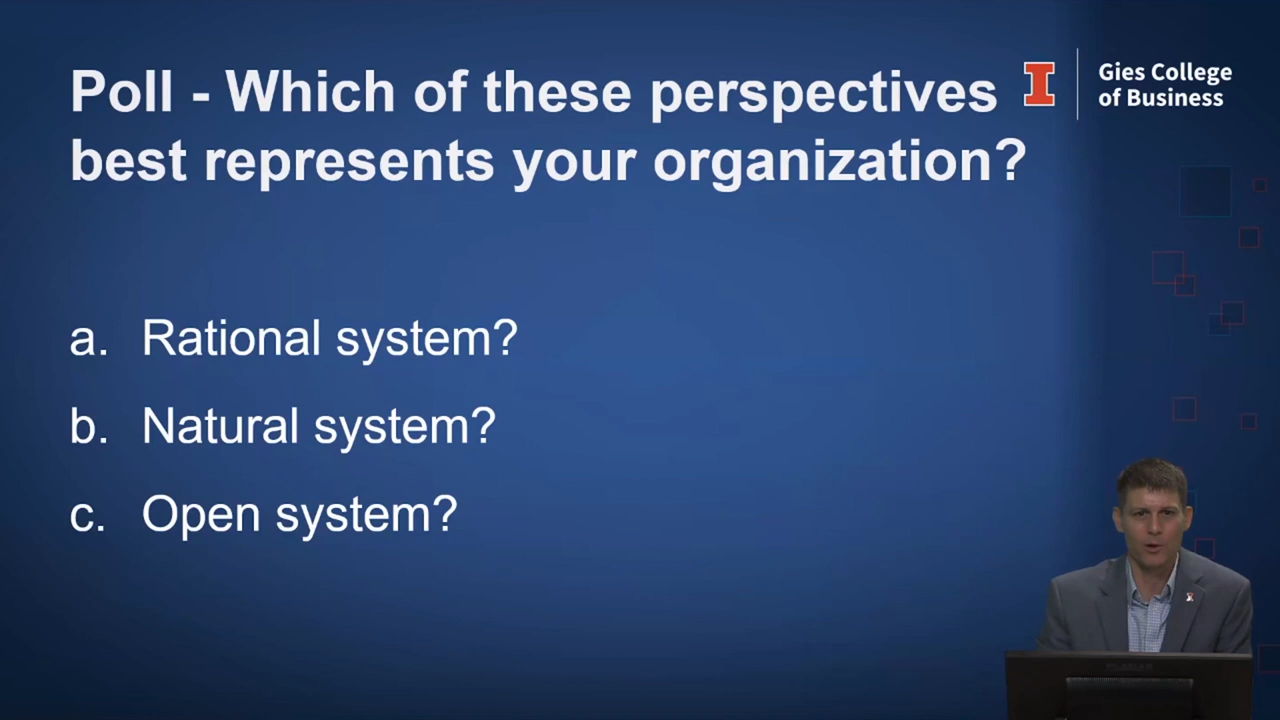 Poll - Which of these perspectives
best represents your organization?
Gies College
of Business
a. Rational system?
b. Natural system?
c. Open system?